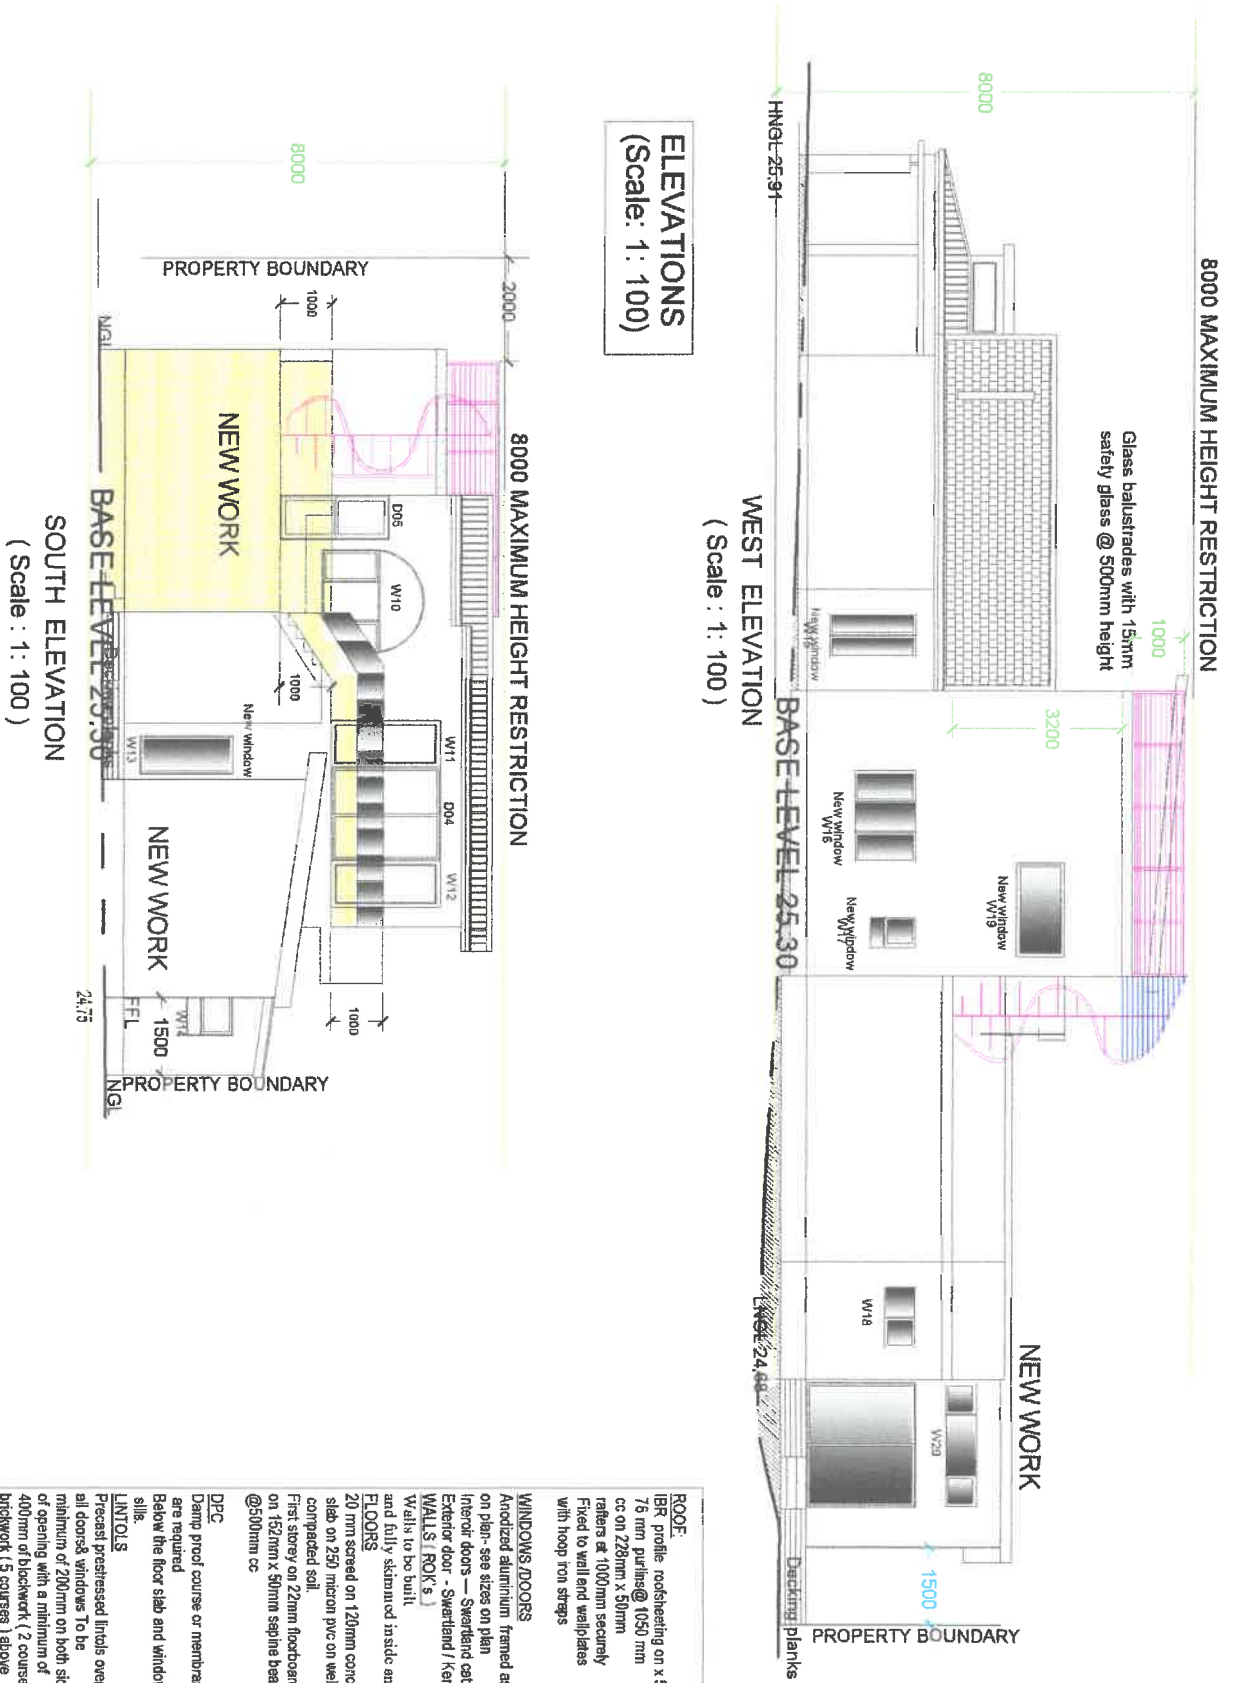 8000 MAXIMUM HEIGHT RESTRICTION
8000
Glass balustrades with 15mm
safety glass @ 500mm height
1000
3200
HNGL 25,91
New window
New window
W16
New window
W17
New window
W19
BASE LEVEL 25,30
W18
LNGL 24,68
NEW WORK
W20
1500
Decking planks
PROPERTY BOUNDARY
WEST ELEVATION
( Scale : 1: 100 )
ELEVATIONS
(Scale: 1: 100)
8000 MAXIMUM HEIGHT RESTRICTION
8000
2000
PROPERTY BOUNDARY
1000
NGL
NEW WORK
D05
W10
1000
W11
D04
W12
New window
W13
BASE LEVEL 25,30
NEW WORK
1000
W14
1500
FFL
24.75
NGL
PROPERTY BOUNDARY
SOUTH ELEVATION
( Scale : 1: 100 )
ROOF:
IBR profile roofsheeting on x
76 mm purlins@ 1050 mm
cc on 228mm x 50mm
rafters at 1000mm securely
Fixed to wall and wallplates
with hoop iron straps
WINDOWS /DOORS
Anodized aluminium framed
on plan- see sizes on plan
Interoir doors — Swartland
Exterior door - Swartland /
WALLS ( ROK's )
Walls to be built
and fully skimmed inside
FLOORS
20 mm screed on 120mm
slab on 250 micron pvc on
compacted soil.
First storey on 22mm
on 152mm x 50mm sapine
@500mm cc
DPC
Damp proof course or
are required
Below the floor slab and
sills.
LINTOLS
Precast prestressed lintols
all doors& windows To be
minimum of 200mm on both
of opening with a minimum of
400mm of blockwork ( 2
brickwork ( 5 courses ) above